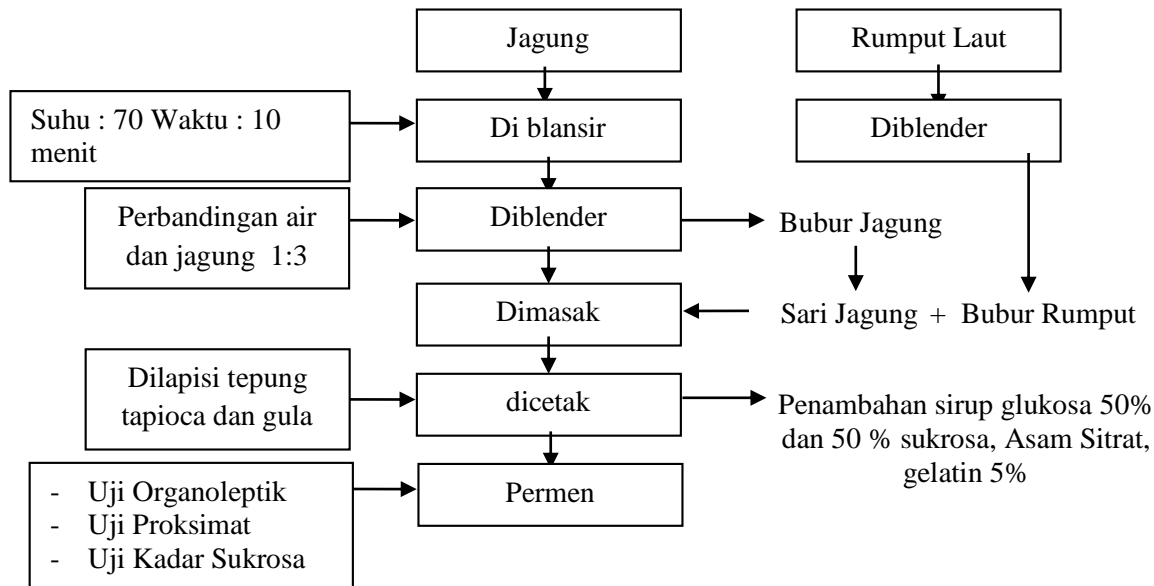 Jagung
Rumput Laut
Suhu : 70 Waktu : 10
menit
Di blansir
Diblender
Perbandingan air
dan jagung 1:3
Diblender
Bubur Jagung
Dimasak
Sari Jagung + Bubur Rumput
Dilapisi tepung
tapioca dan gula
dicetak
Penambahan sirup glukosa 50%
dan 50 % sukrosa, Asam Sitrat,
gelatin 5%
- Uji Organoleptik
- Uji Proksimat
- Uji Kadar Sukrosa
Permen